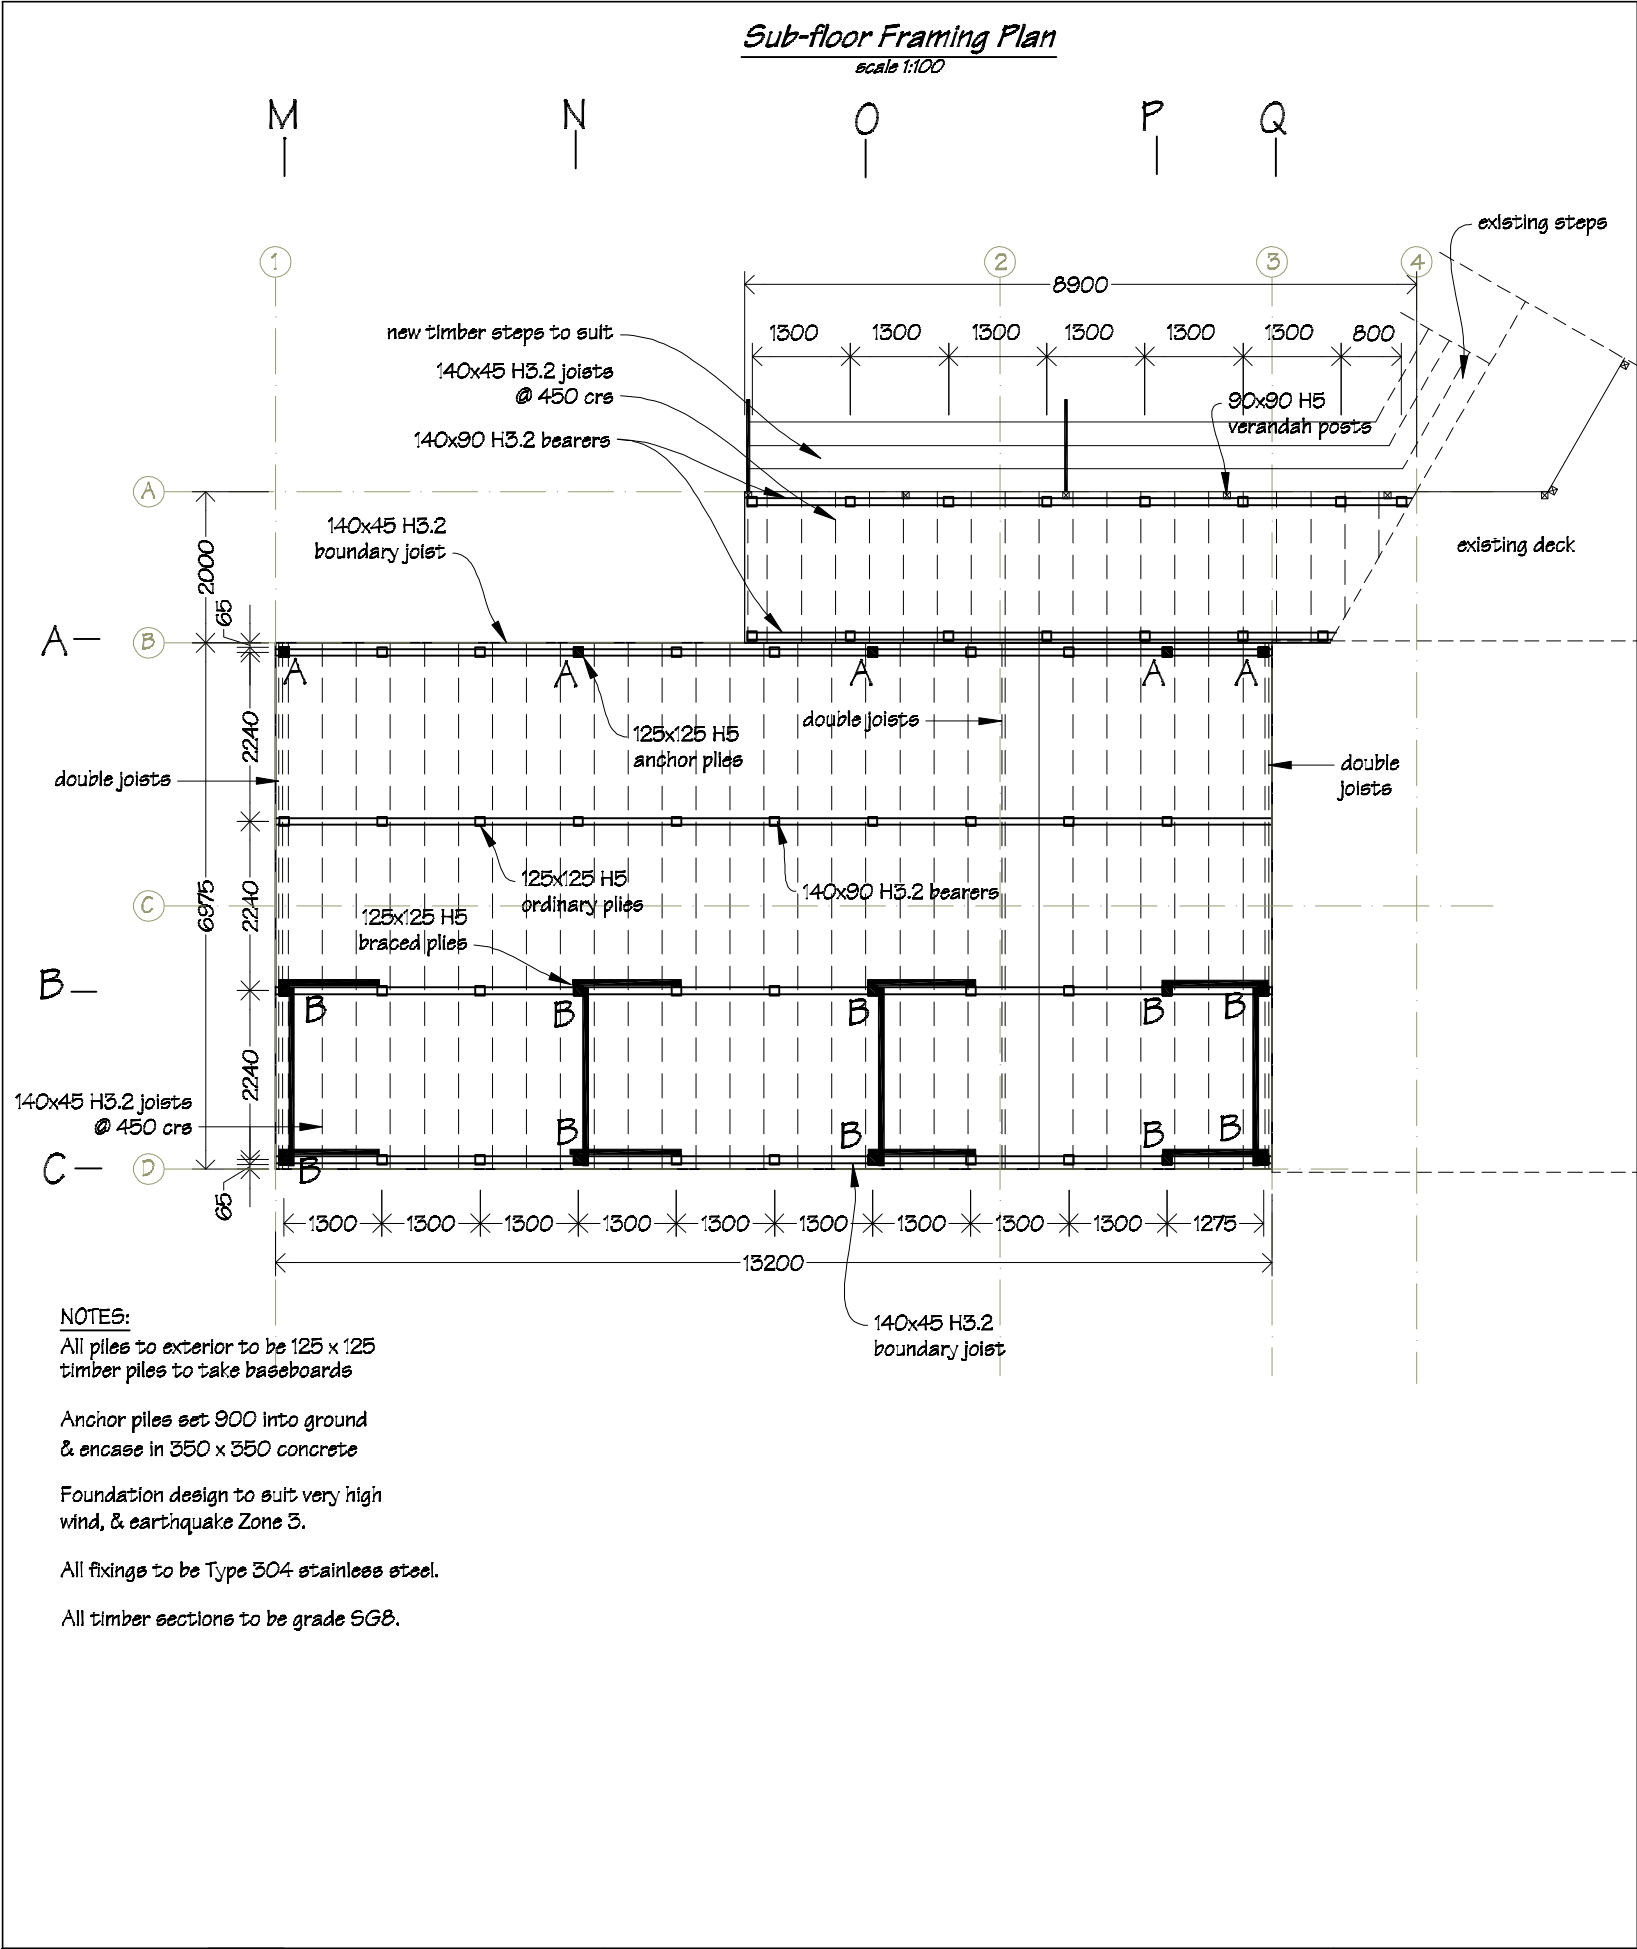 Sub-floor Framing Plan
scale 1:100
M N O P Q
existing steps
1 2 3 4
8900
new timber steps to suit
1300 1300 1300 1300 1300 1300 800
140x45 H3.2 joists
@ 450 crs
90x90 H5
verandah posts
140x90 H3.2 bearers
A
140x45 H3.2
boundary joist
existing deck
2000
65
A
B
A A A A A
2240
double joists
125x125 H5
anchor piles
double joists
double
joists
125x125 H5
ordinary piles
140x90 H3.2 bearers
6975
2240
C
125x125 H5
braced piles
B
B B B B B
2240
140x45 H3.2 joists
@ 450 crs
B B B B
C
D
B
65
1300 1300 1300 1300 1300 1300 1300 1300 1300 1275
13200
140x45 H3.2
boundary joist
NOTES:
All piles to exterior to be 125 x 125
timber piles to take baseboards
Anchor piles set 900 into ground
& encase in 350 x 350 concrete
Foundation design to suit very high
wind, & earthquake Zone 3.
All fixings to be Type 304 stainless steel.
All timber sections to be grade SG8.